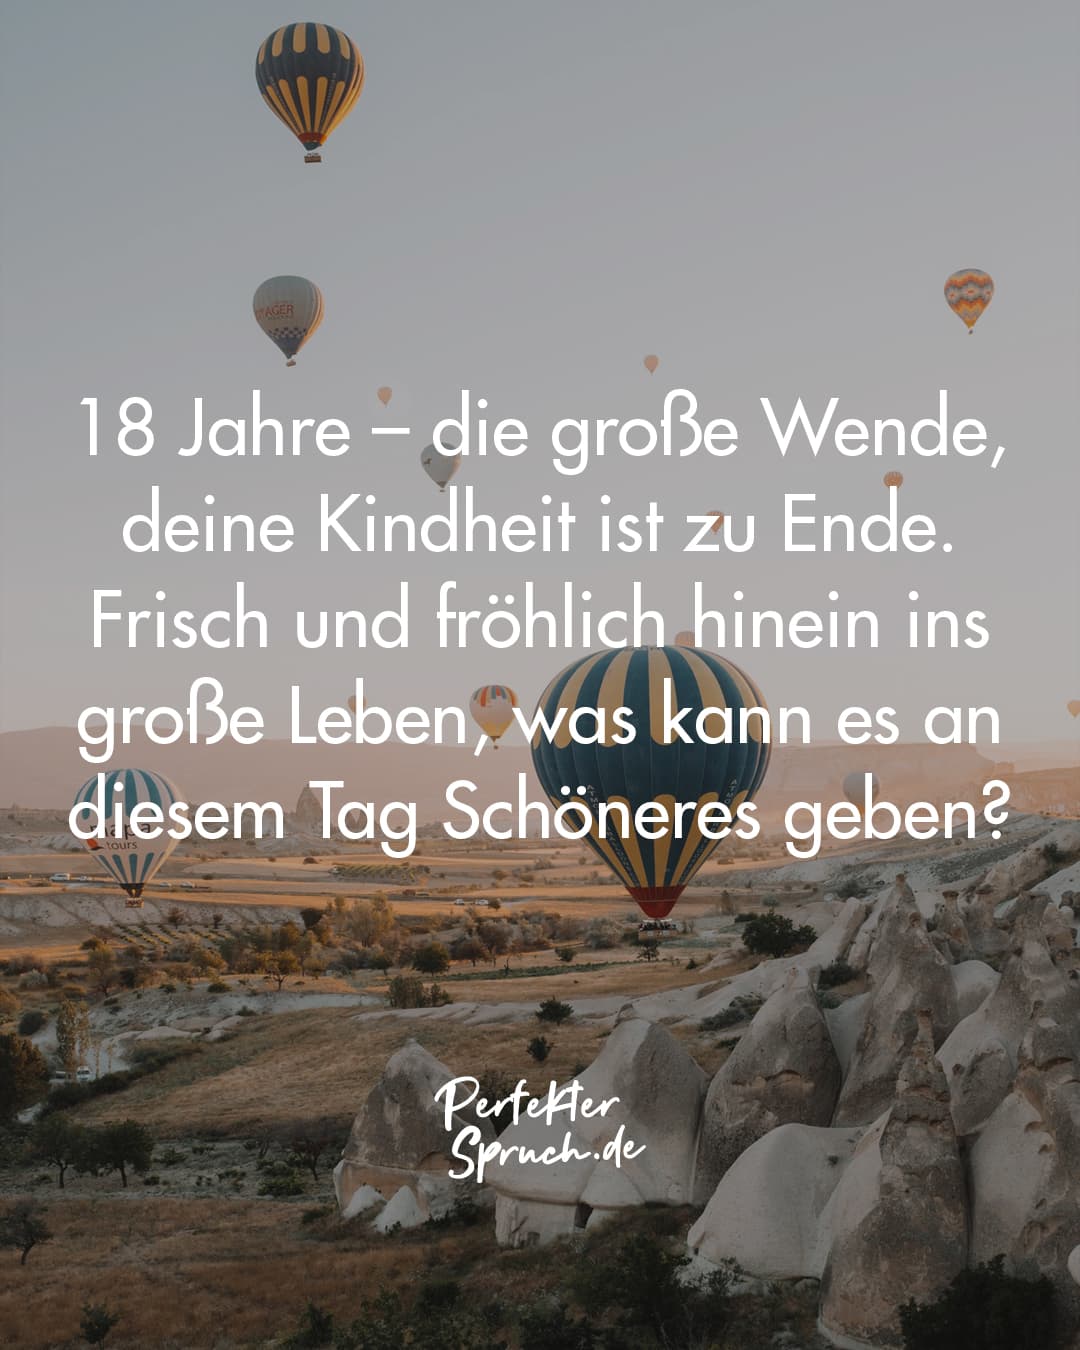 18 Jahre – die große Wende,
deine Kindheit ist zu Ende.
Frisch und fröhlich hinein ins
große Leben, was kann es an
diesem Tag Schöneres geben?
tours
Perfekter
Spruch.de